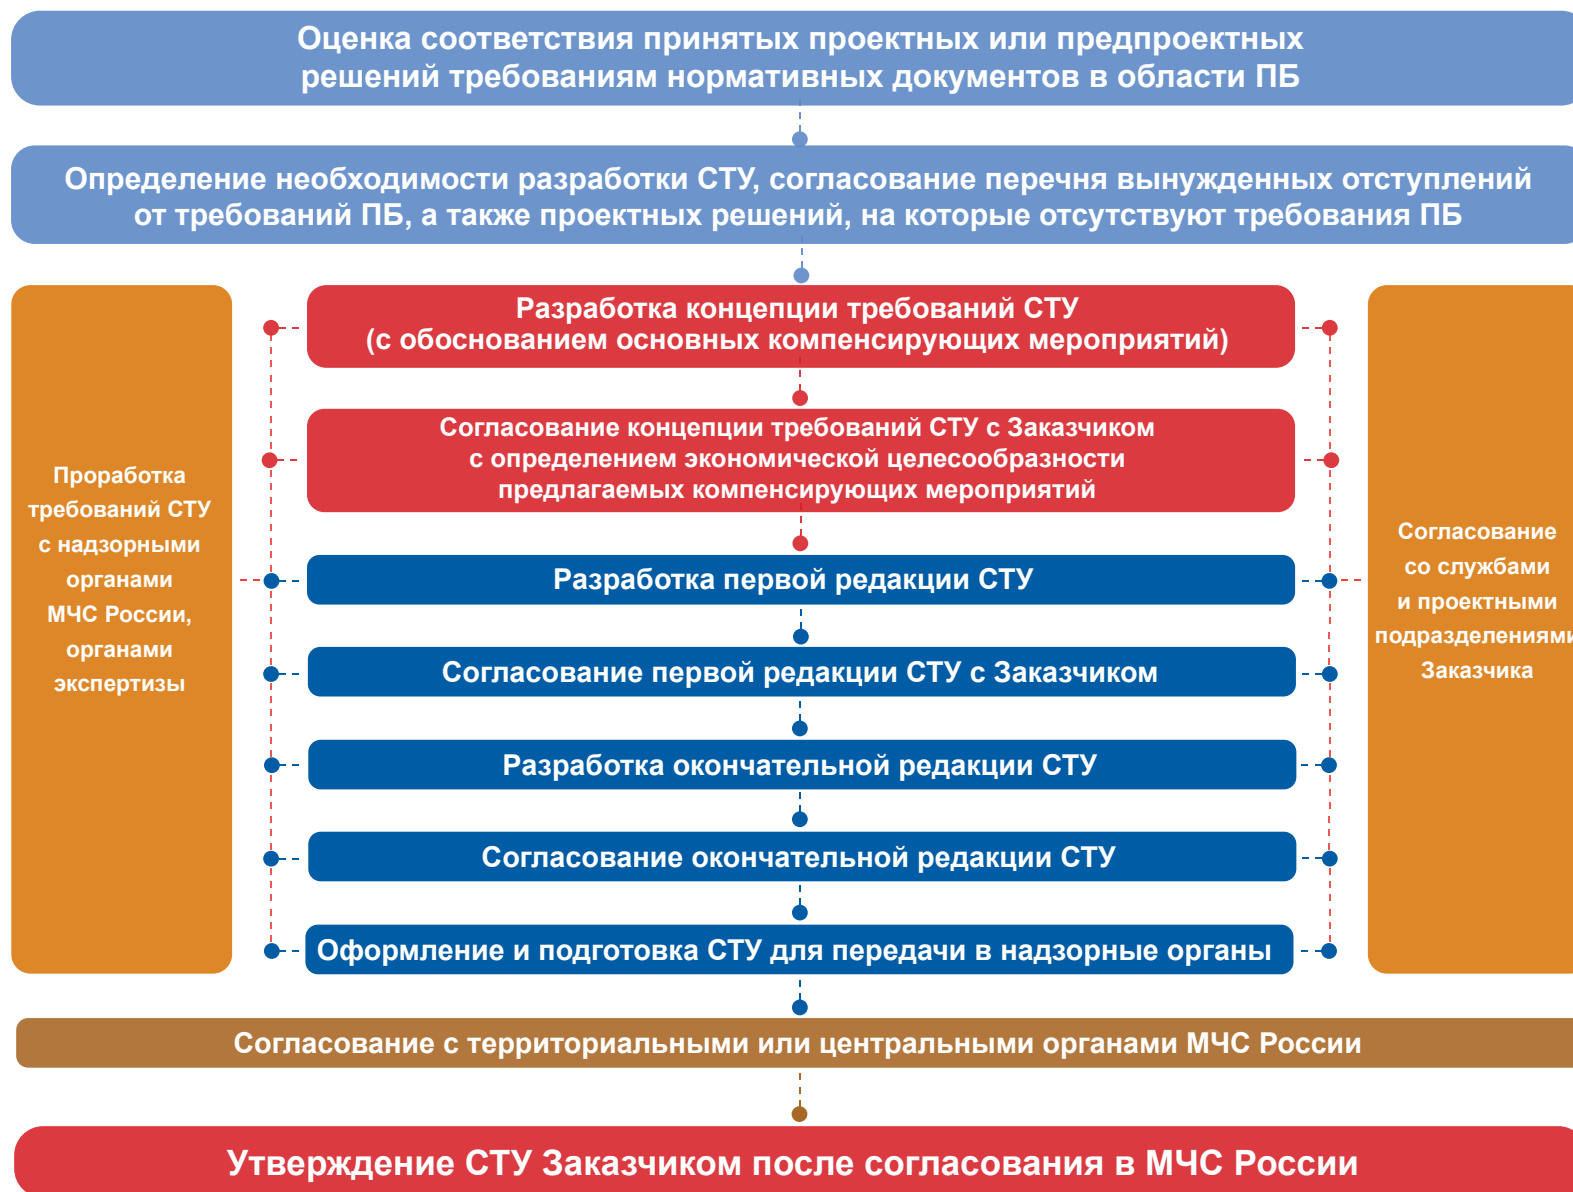 Оценка соответствия принятых проектных или предпроектных
решений требованиям нормативных документов в области ПБ
Определение необходимости разработки СТУ, согласование перечня вынужденных отступлений
от требований ПБ, а также проектных решений, на которые отсутствуют требования ПБ
Проработка
требований СТУ
с надзорными
органами
МЧС России,
органами
экспертизы
Разработка концепции требований СТУ
(с обоснованием основных компенсирующих мероприятий)
Согласование концепции требований СТУ с Заказчиком
с определением экономической целесообразности
предлагаемых компенсирующих мероприятий
Разработка первой редакции СТУ
Согласование первой редакции СТУ с Заказчиком
Разработка окончательной редакции СТУ
Согласование окончательной редакции СТУ
Оформление и подготовка СТУ для передачи в надзорные органы
Согласование
со службами
и проектными
подразделениями
Заказчика
Согласование с территориальными или центральными органами МЧС России
Утверждение СТУ Заказчиком после согласования в МЧС России